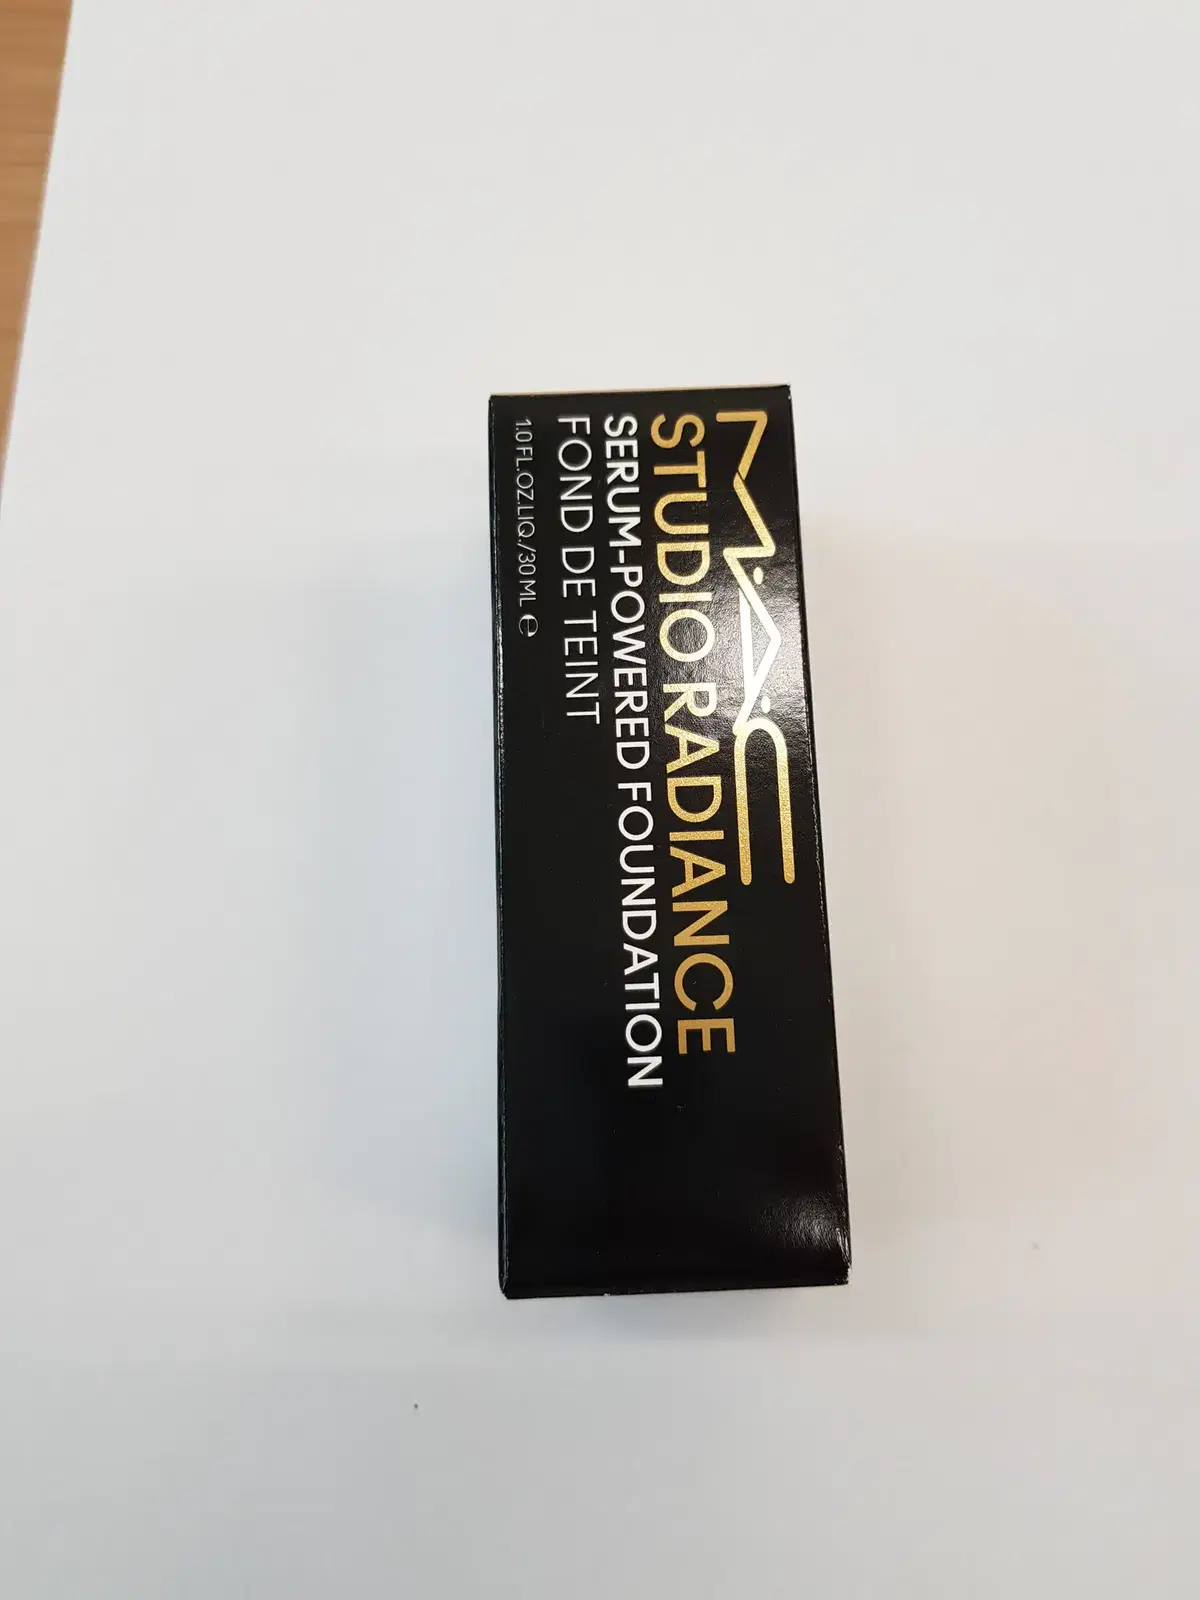 MAC
STUDIO RADIANCE
SERUM-POWERED FOUNDATION
FOND DE TEINT
1.0 FL.OZ.LIQ./30 ML ℮